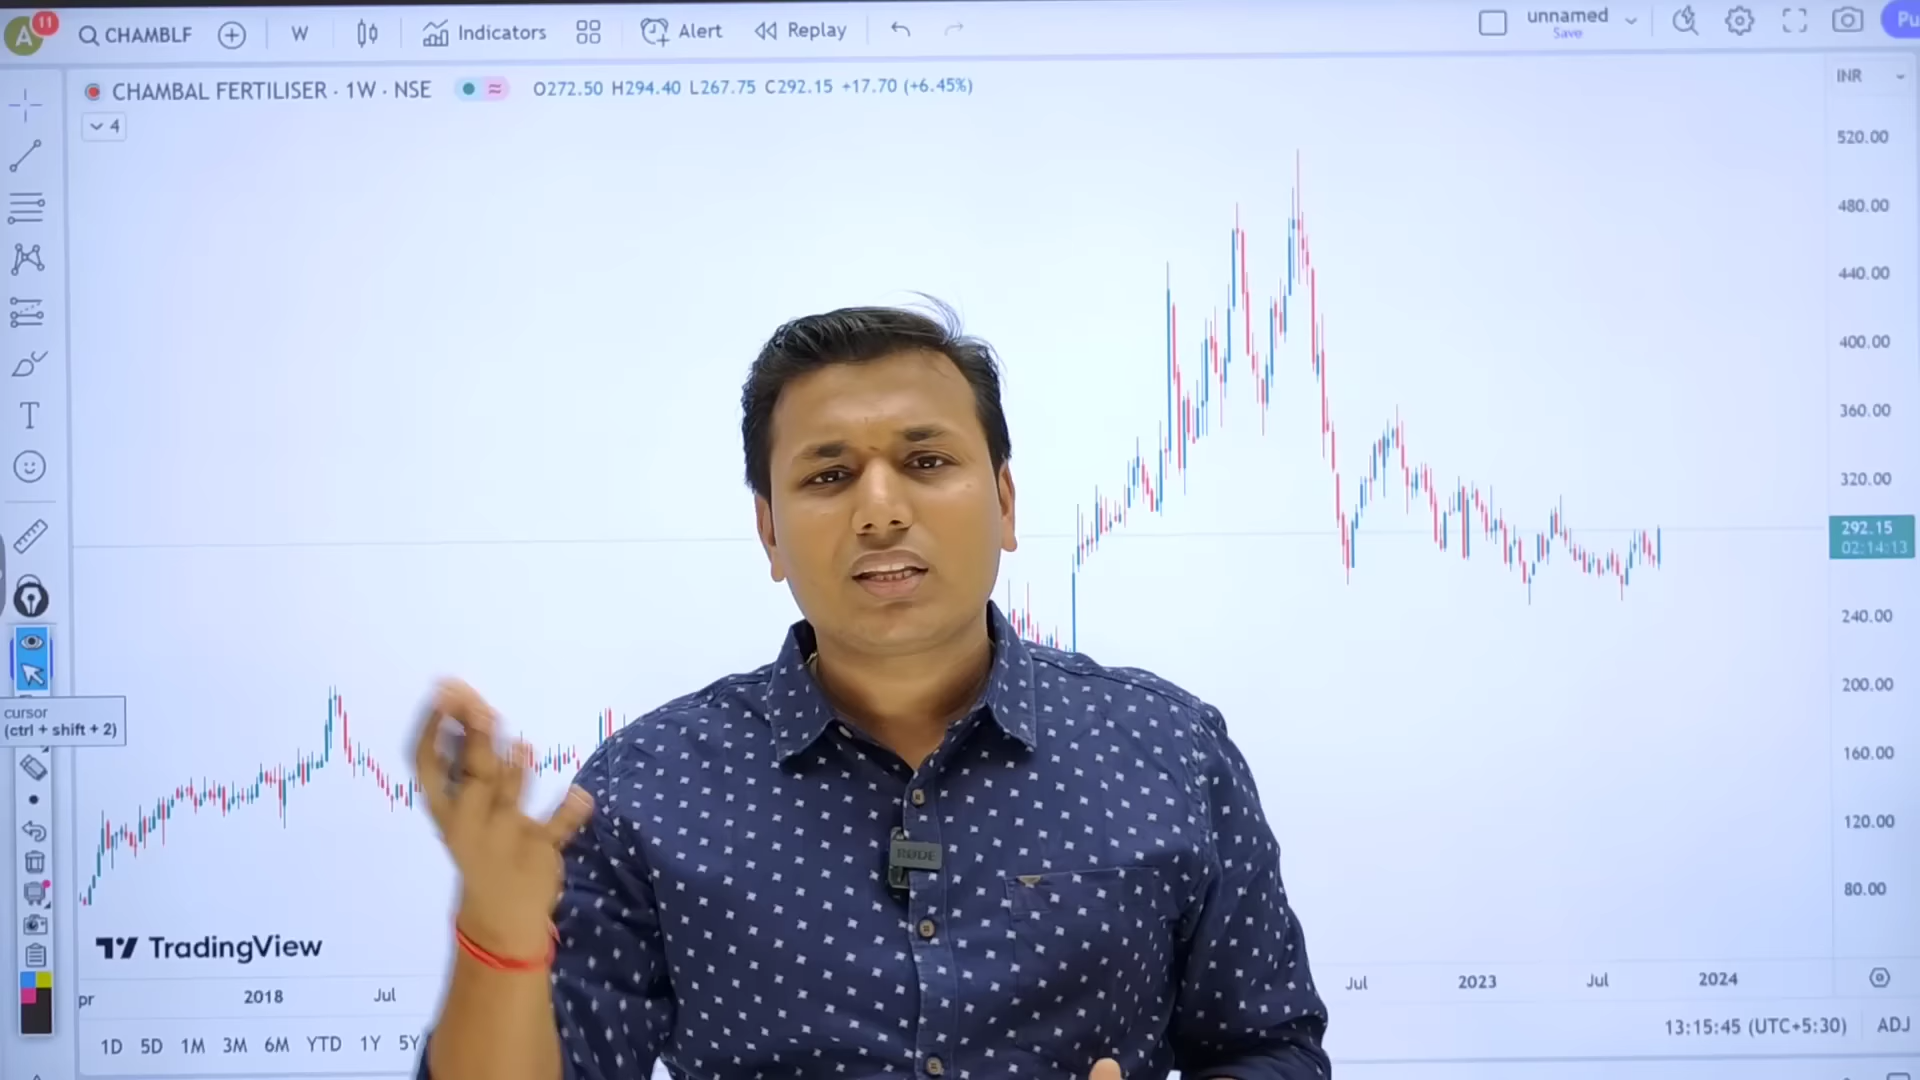 A 11 CHAMBLF W Indicators Alert Replay unnamed Pu
Save
CHAMBAL FERTILISER · 1W · NSE O272.50 H294.40 L267.75 C292.15 +17.70 (+6.45%) INR
4
520.00
480.00
440.00
400.00
360.00
320.00
292.15
02:14:13
240.00
200.00
160.00
120.00
80.00
T
cursor
(ctrl + shift + 2)
RØDE
TradingView
pr 2018 Jul Jul 2023 Jul 2024
1D 5D 1M 3M 6M YTD 1Y 5Y 13:15:45 (UTC+5:30) ADJ